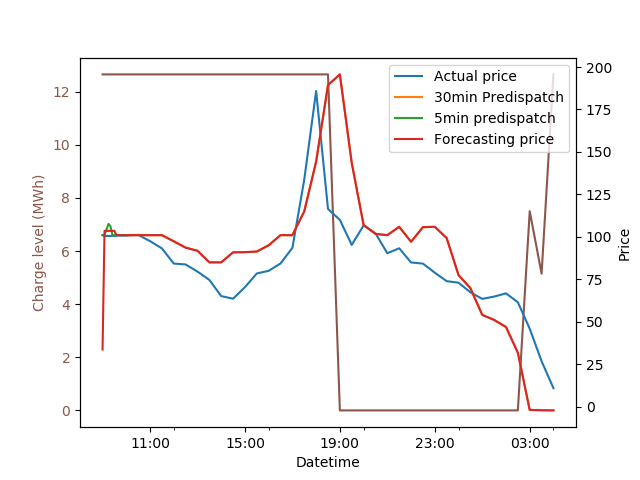 Actual price
30min Predispatch
5min predispatch
Forecasting price
Charge level (MWh)
12
10
8
6
4
2
0
200
175
150
125
100
75
50
25
0
Price
11:00 15:00 19:00 23:00 03:00
Datetime